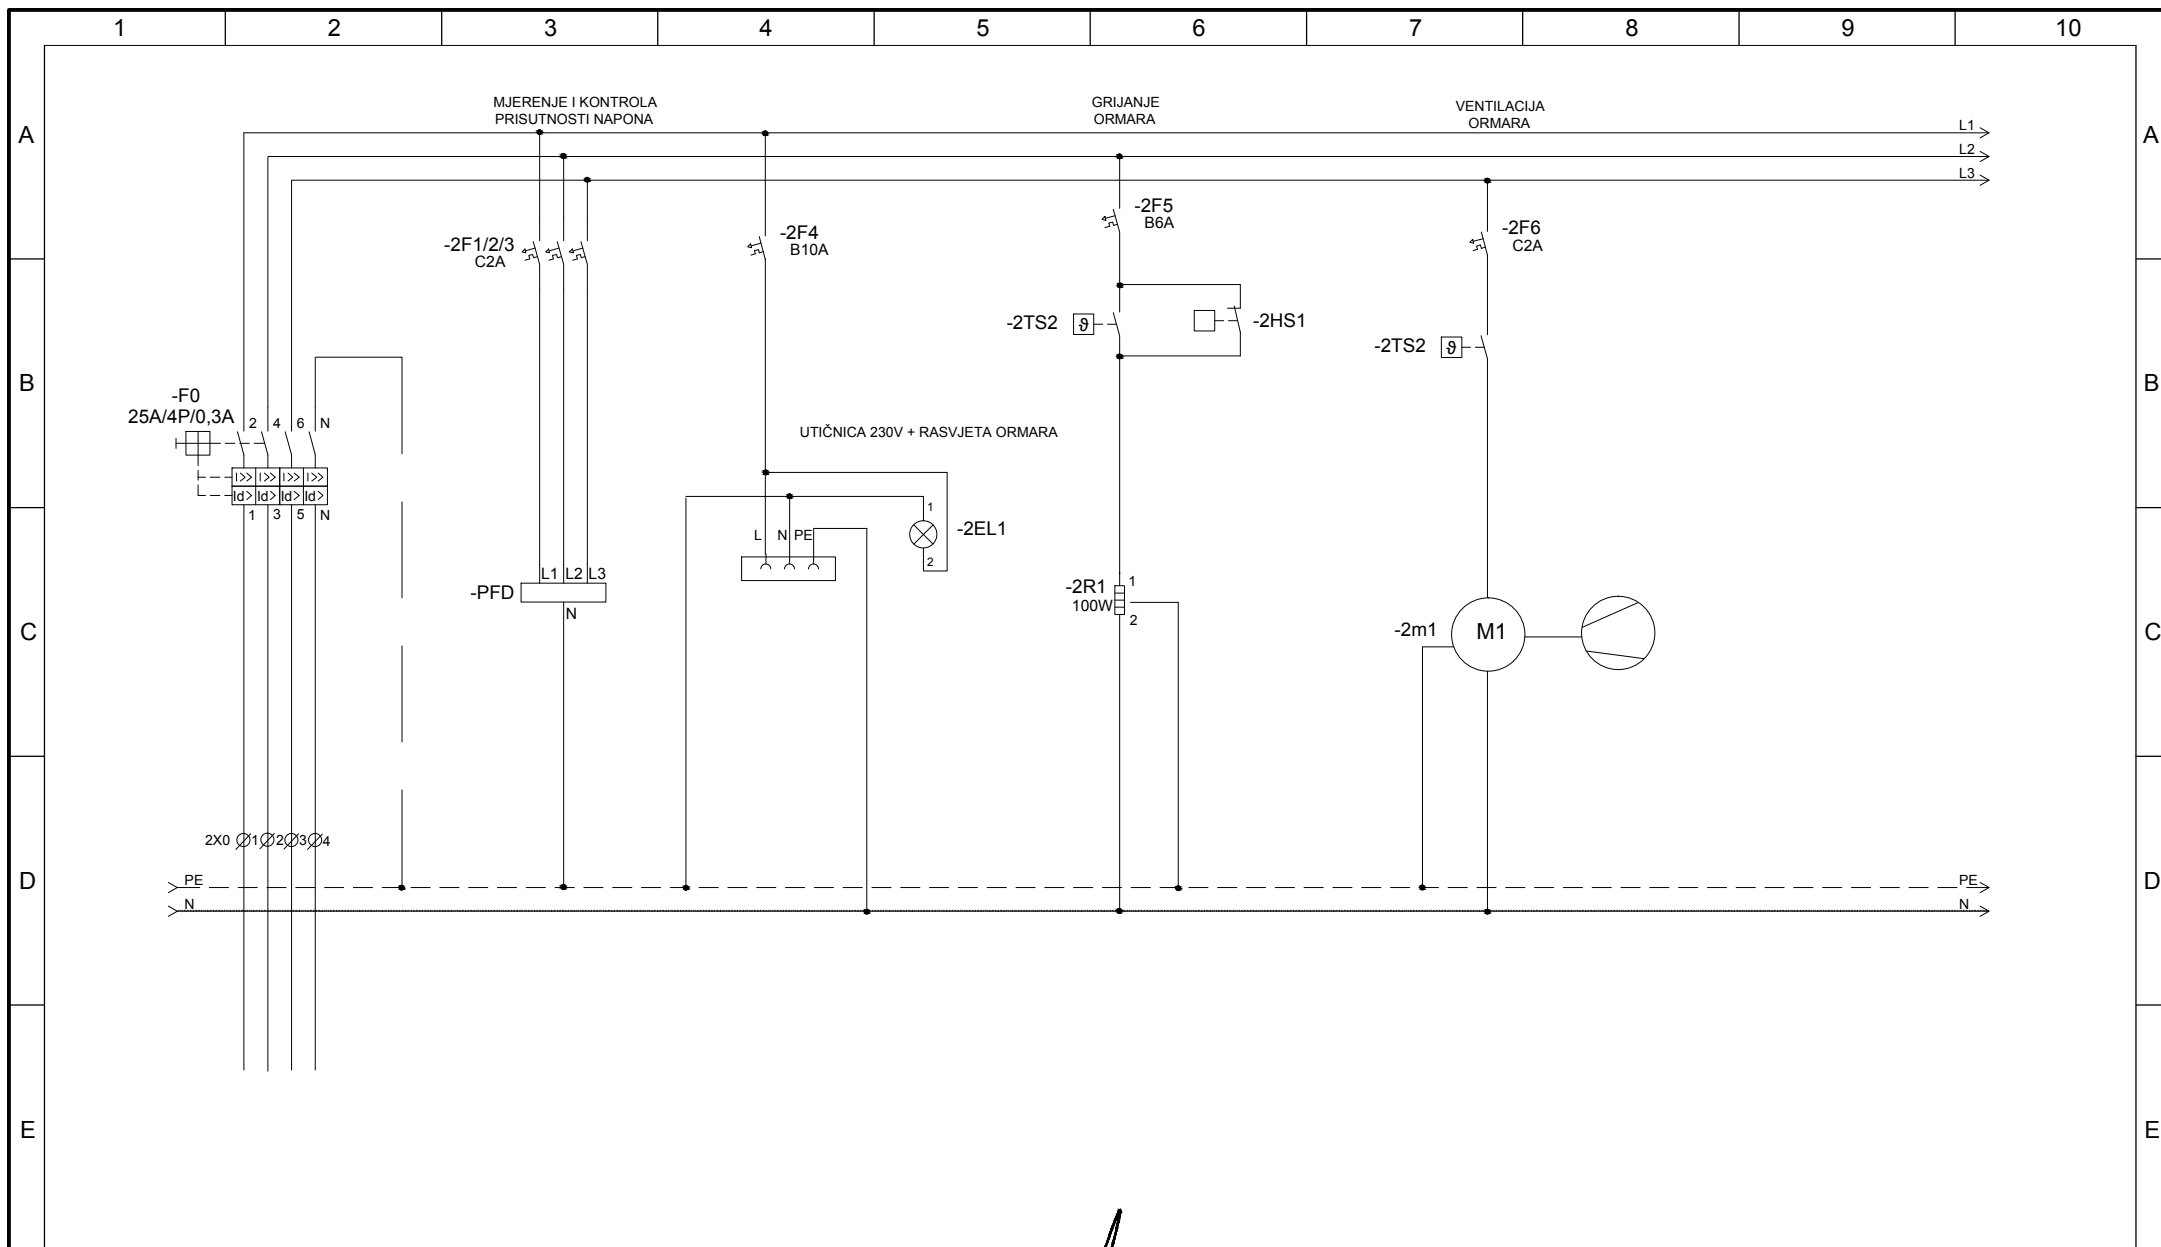 1 2 3 4 5 6 7 8 9 10
MJERENJE I KONTROLA
PRISUTNOSTI NAPONA
GRIJANJE
ORMARA
VENTILACIJA
ORMARA
A
A
L1
L2
L3
-2F1/2/3
C2A
-2F4
B10A
-2F5
B6A
-2F6
C2A
-2TS2 ϑ
-2HS1
-2TS2 ϑ
B
B
-F0
25A/4P/0,3A
2 4 6 N
I>> I>> I>> I>>
Id> Id> Id> Id>
1 3 5 N
UTIČNICA 230V + RASVJETA ORMARA
L N PE
1
-2EL1
2
L1 L2 L3
-PFD
N
-2R1
100W
1
2
C
C
-2m1
M1
2X0 1 2 3 4
D
D
PE
PE
N
N
E
E